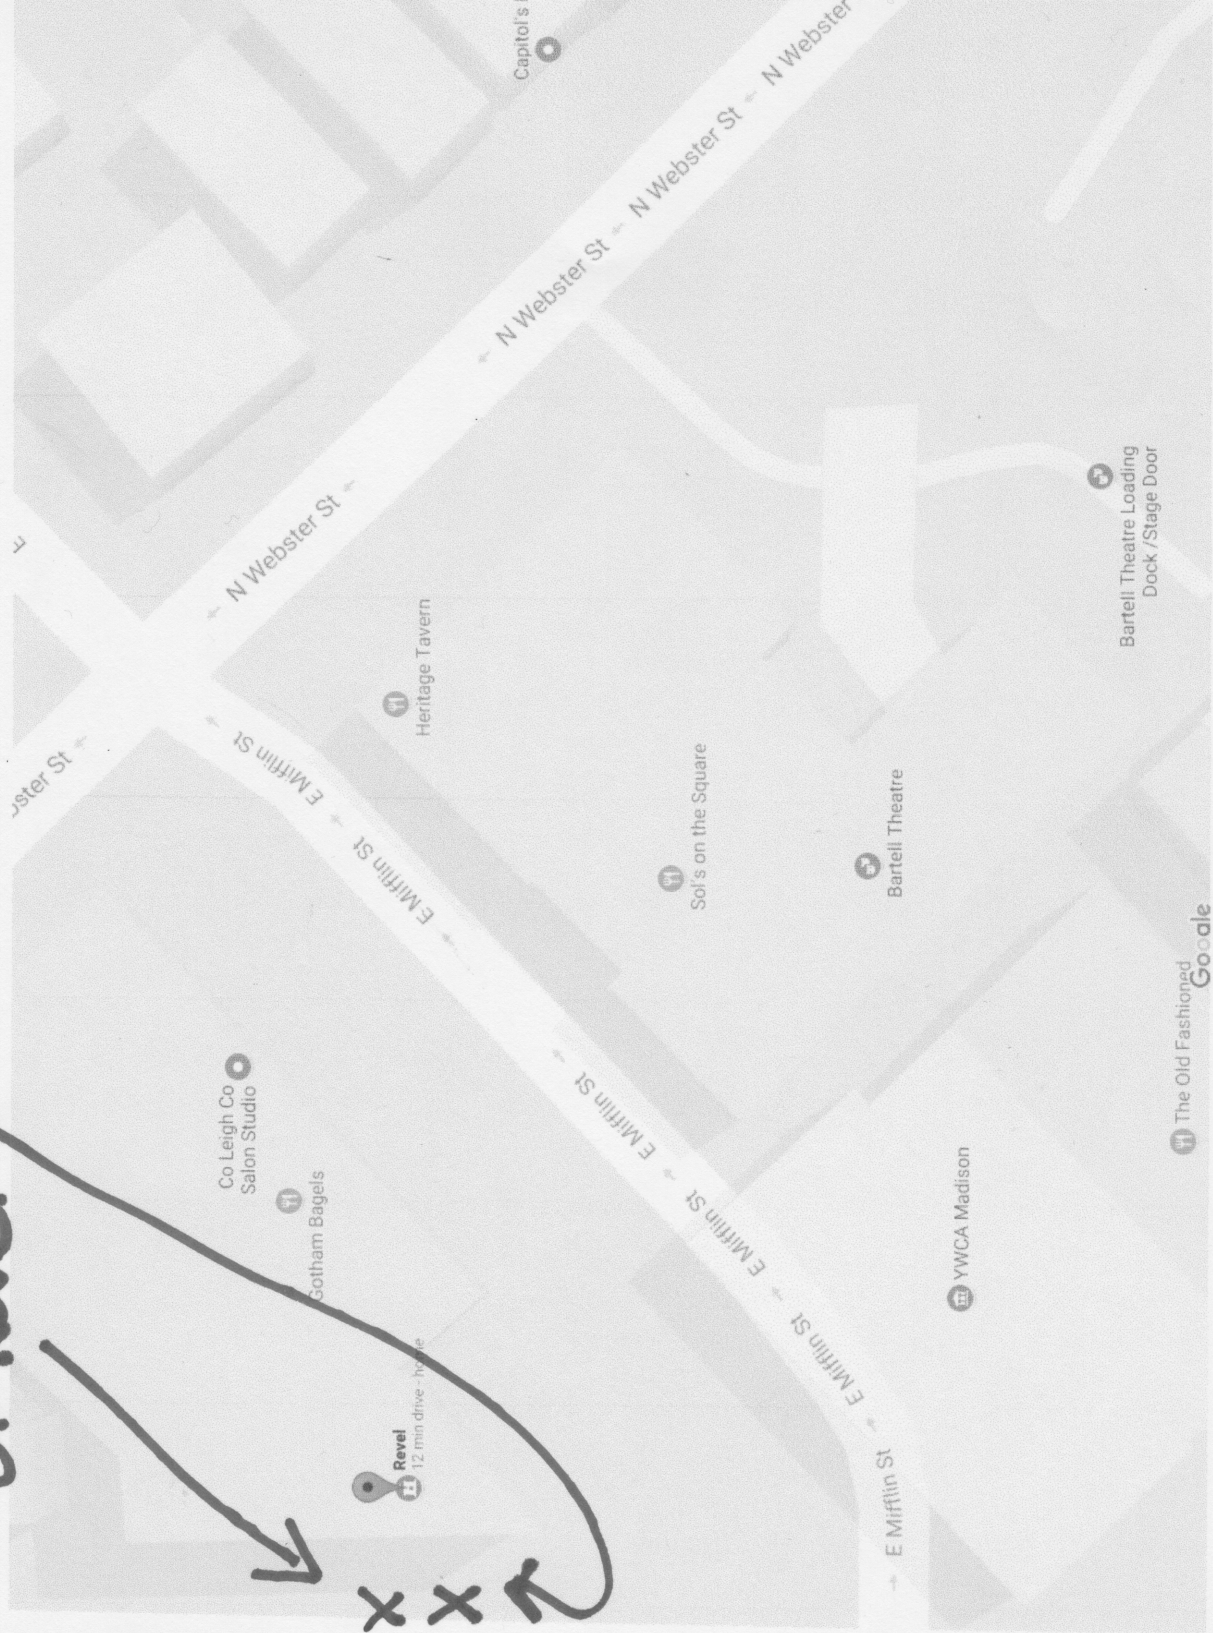 Capitol's
N Webster
N Webster St
N Webster St
N Webster St
ster St
E
E Mifflin St
E Mifflin St
E Mifflin St
E Mifflin St
E Mifflin St
E Mifflin St
Heritage Tavern
Sol's on the Square
Bartell Theatre
Bartell Theatre Loading
Dock / Stage Door
Co Leigh Co
Salon Studio
Gotham Bagels
Revel
12 min drive - home
YWCA Madison
The Old Fashioned
Google
X
X